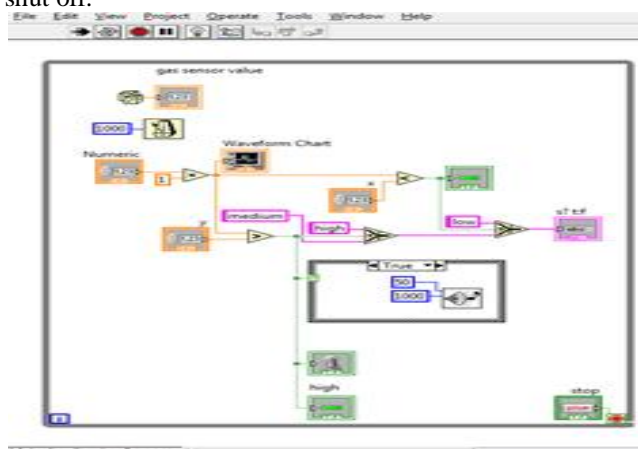 shut off.
File Edit View Project Operate Tools Window Help
gas sensor value
1000
Waveform Chart
Numeric
1
x
medium
high
low
s? t:f
abc
y
True
50
1000
high
stop
i